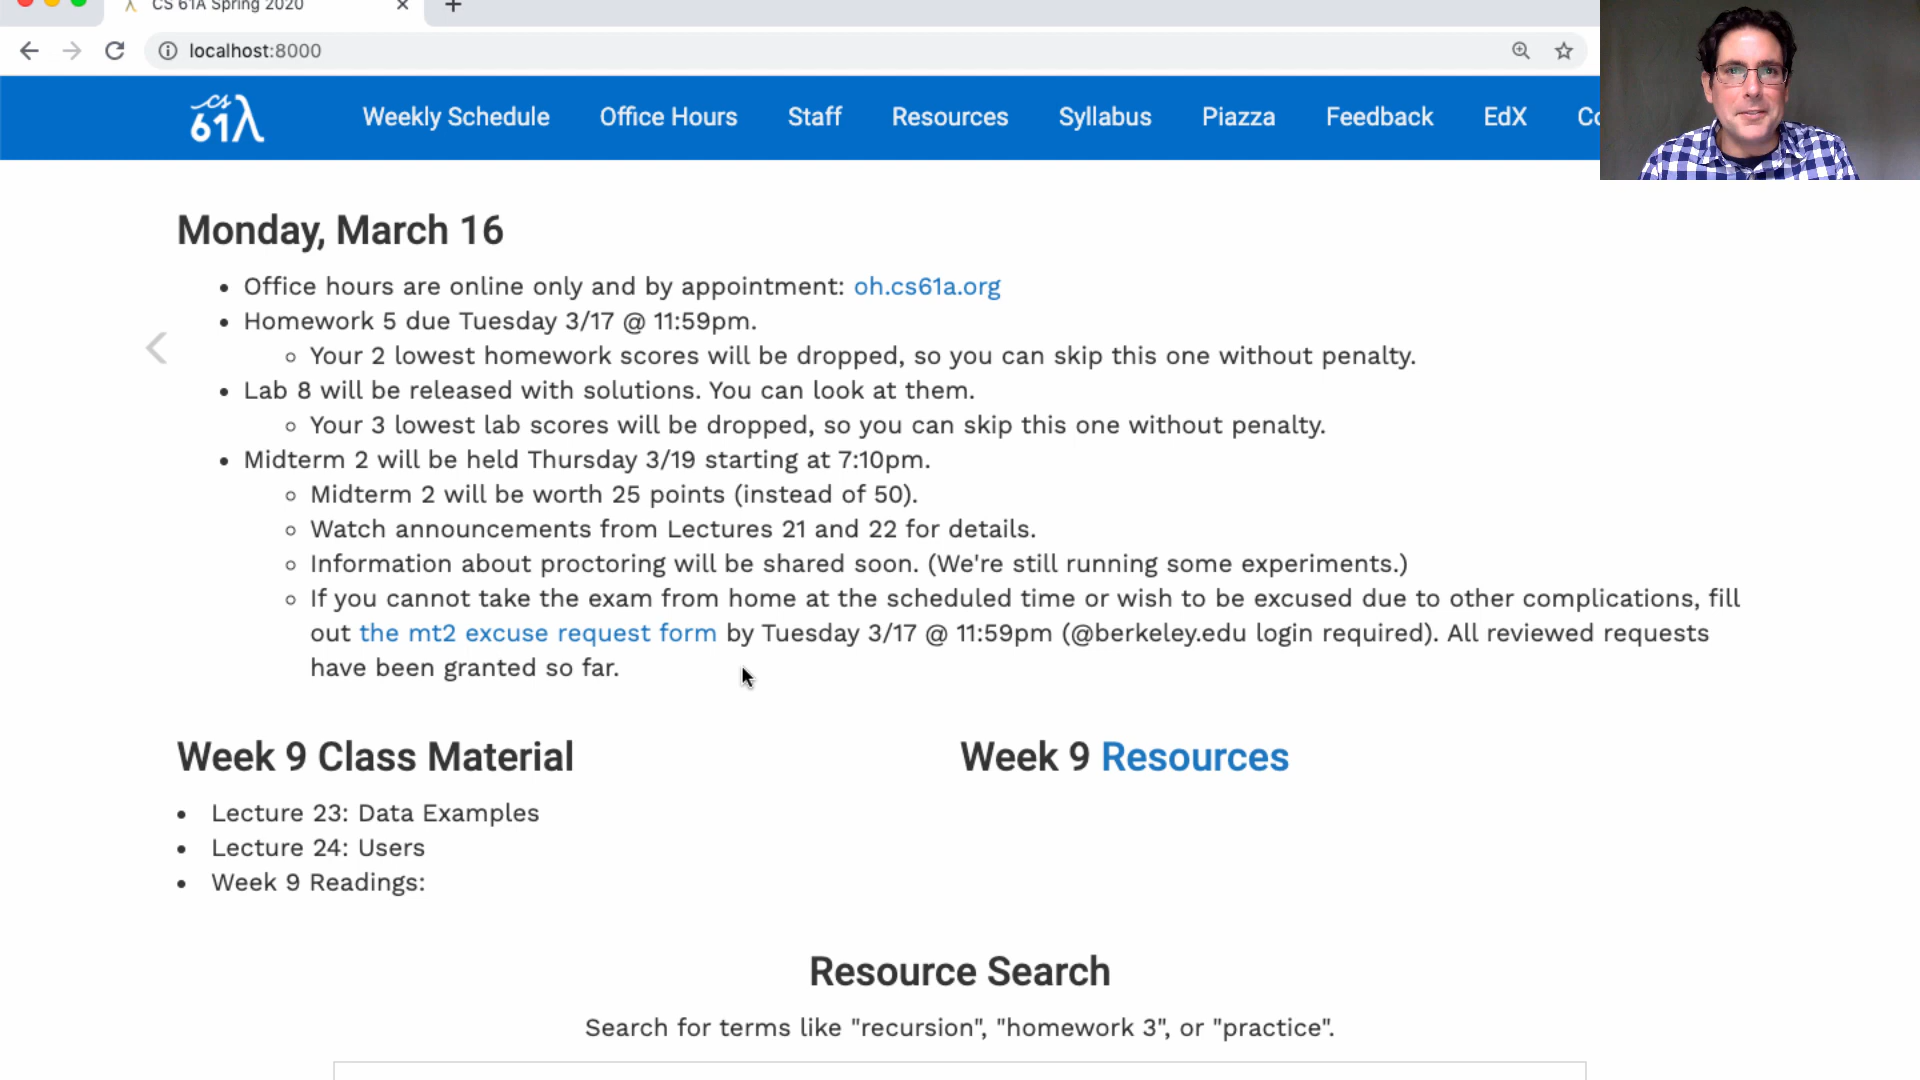 CS 61A Spring 2020
localhost:8000
cs
61λ
Weekly Schedule
Office Hours
Staff
Resources
Syllabus
Piazza
Feedback
EdX
Monday, March 16
Office hours are online only and by appointment: oh.cs61a.org
Homework 5 due Tuesday 3/17 @ 11:59pm.
Your 2 lowest homework scores will be dropped, so you can skip this one without penalty.
Lab 8 will be released with solutions. You can look at them.
Your 3 lowest lab scores will be dropped, so you can skip this one without penalty.
Midterm 2 will be held Thursday 3/19 starting at 7:10pm.
Midterm 2 will be worth 25 points (instead of 50).
Watch announcements from Lectures 21 and 22 for details.
Information about proctoring will be shared soon. (We're still running some experiments.)
If you cannot take the exam from home at the scheduled time or wish to be excused due to other complications, fill
out the mt2 excuse request form by Tuesday 3/17 @ 11:59pm (@berkeley.edu login required). All reviewed requests
have been granted so far.
Week 9 Class Material
Lecture 23: Data Examples
Lecture 24: Users
Week 9 Readings:
Week 9 Resources
Resource Search
Search for terms like "recursion", "homework 3", or "practice".